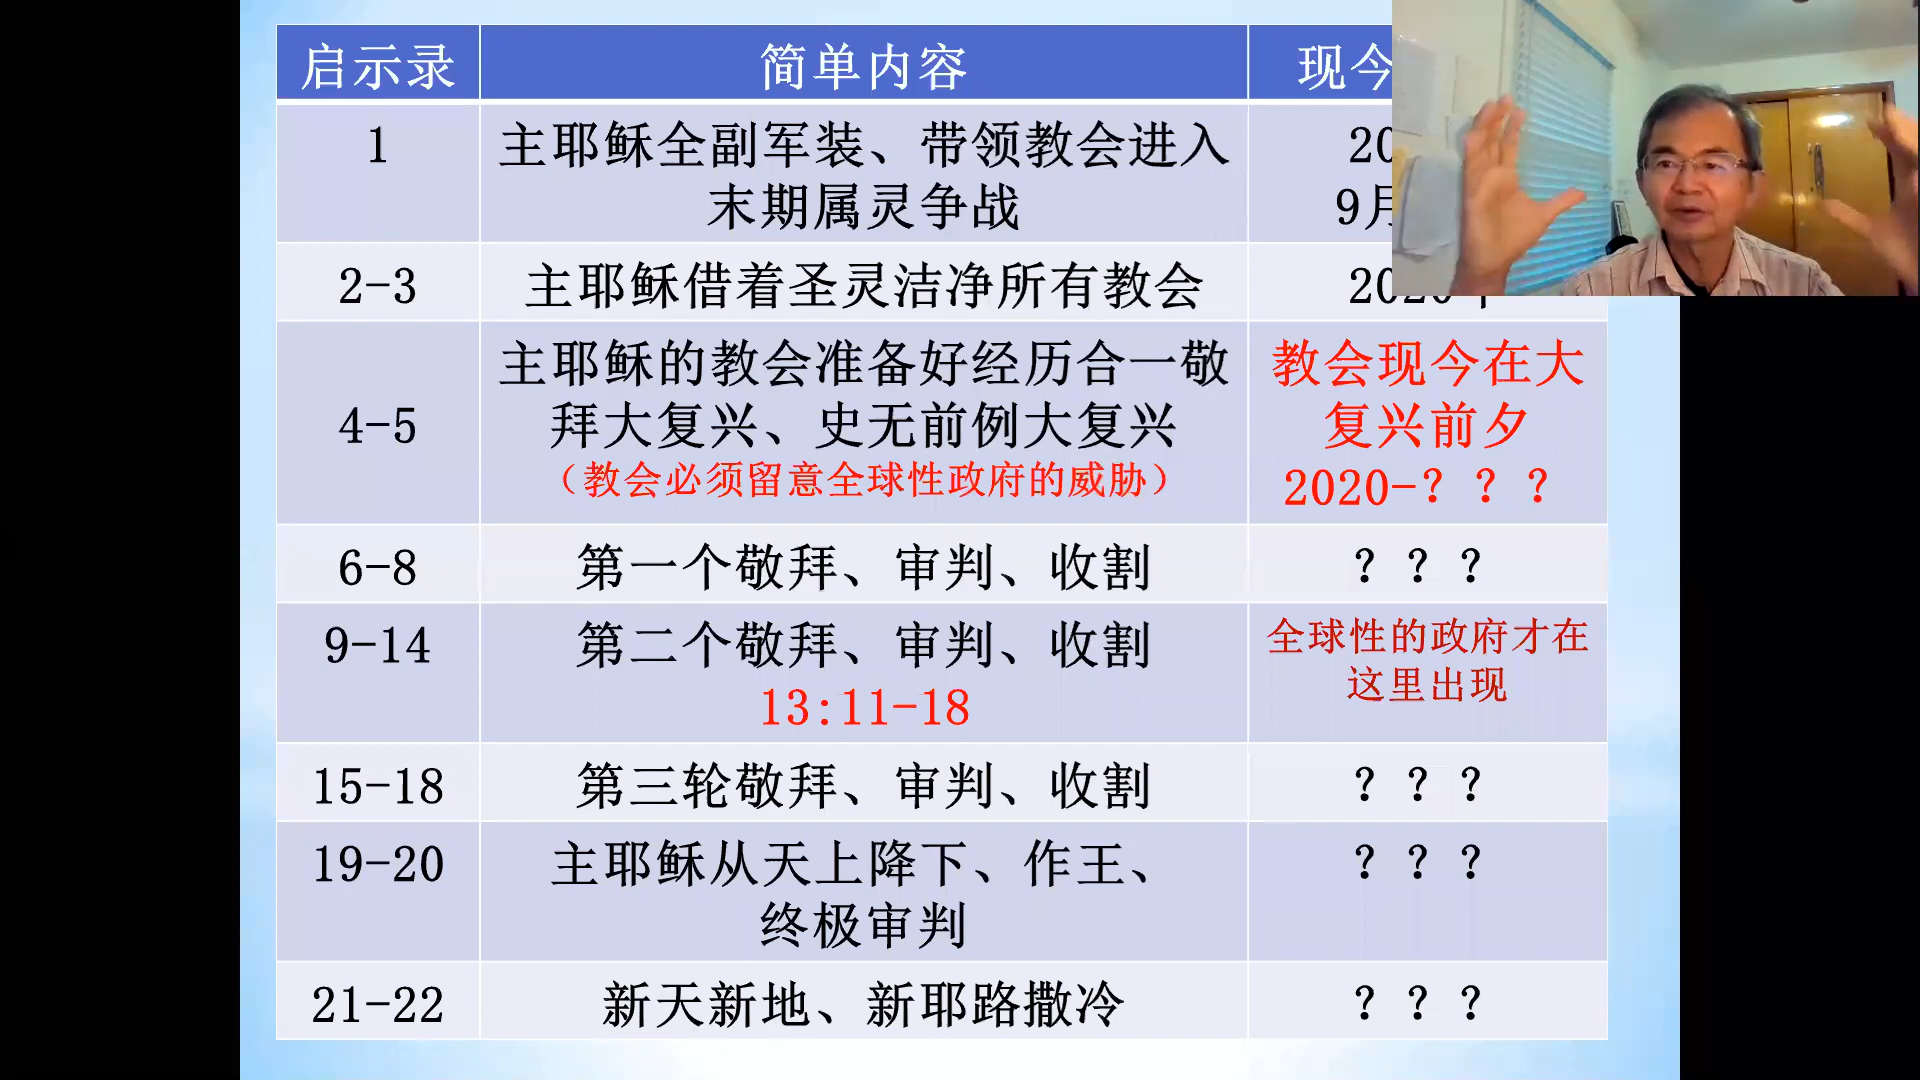 启示录 简单内容 现今
1 主耶稣全副军装、带领教会进入 20
末期属灵争战 9月
2-3 主耶稣借着圣灵洁净所有教会 2020年
4-5 主耶稣的教会准备好经历合一敬
拜大复兴、史无前例大复兴
（教会必须留意全球性政府的威胁）
教会现今在大
复兴前夕
2020-？？？
6-8 第一个敬拜、审判、收割 ？？？
9-14 第二个敬拜、审判、收割
13:11-18
全球性的政府才在
这里出现
15-18 第三轮敬拜、审判、收割 ？？？
19-20 主耶稣从天上降下、作王、 ？？？
终极审判
21-22 新天新地、新耶路撒冷 ？？？